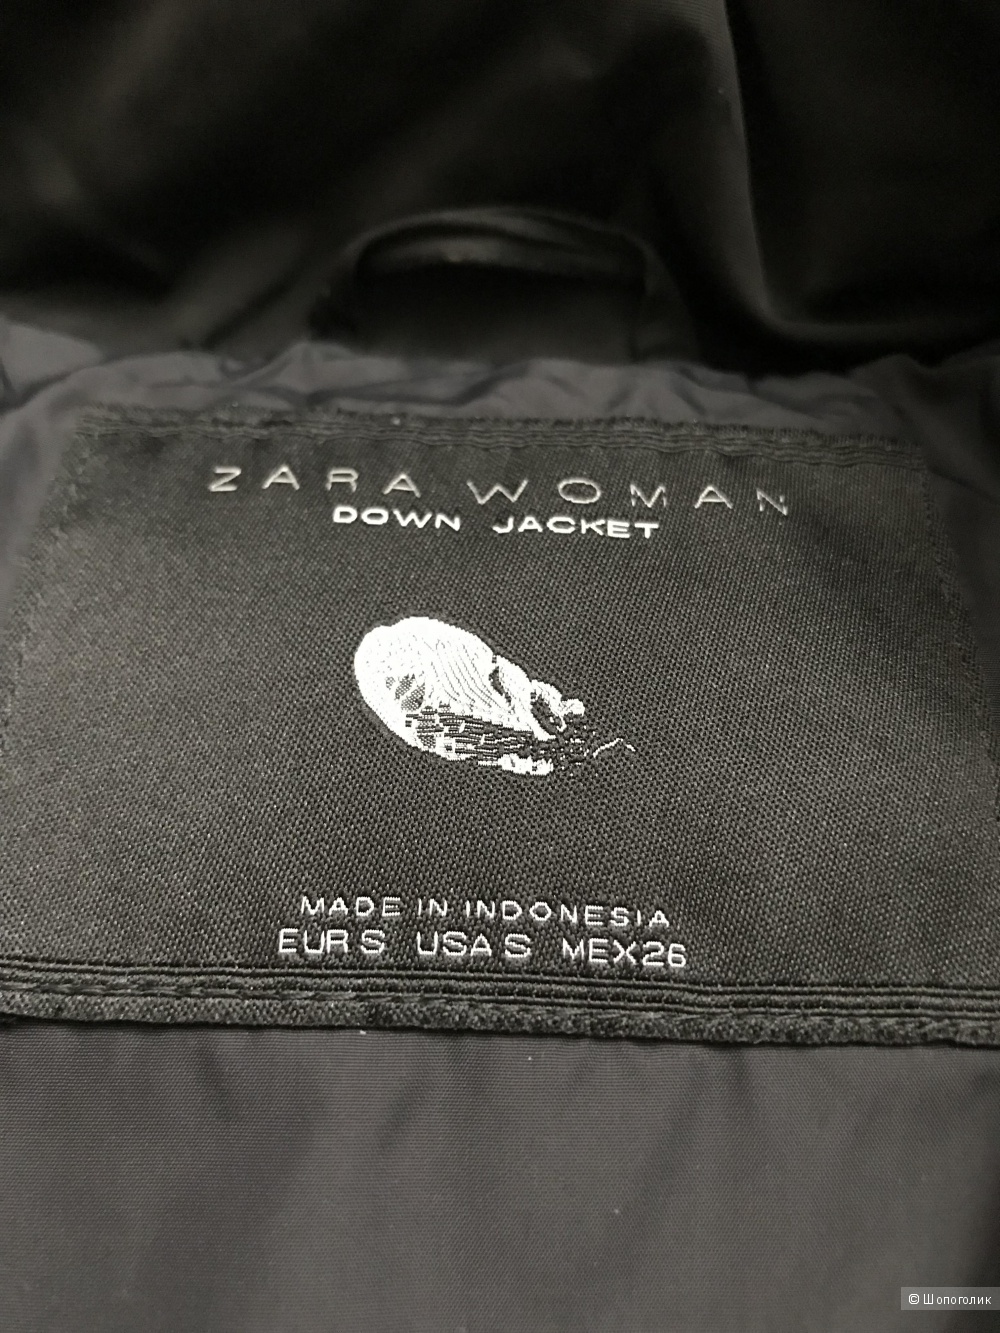 ZARA WOMAN
DOWN JACKET
MADE IN INDONESIA
EUR S USA S MEX 26
© Шопоголик